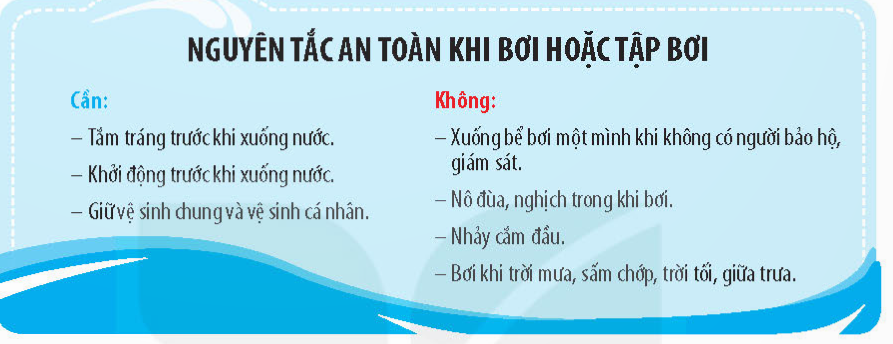 NGUYÊN TẮC AN TOÀN KHI BƠI HOẶC TẬP BƠI
Cần:
– Tắm tráng trước khi xuống nước.
– Khởi động trước khi xuống nước.
– Giữ vệ sinh chung và vệ sinh cá nhân.
Không:
– Xuống bể bơi một mình khi không có người bảo hộ,
giám sát.
– Nô đùa, nghịch trong khi bơi.
– Nhảy cắm đầu.
– Bơi khi trời mưa, sấm chớp, trời tối, giữa trưa.